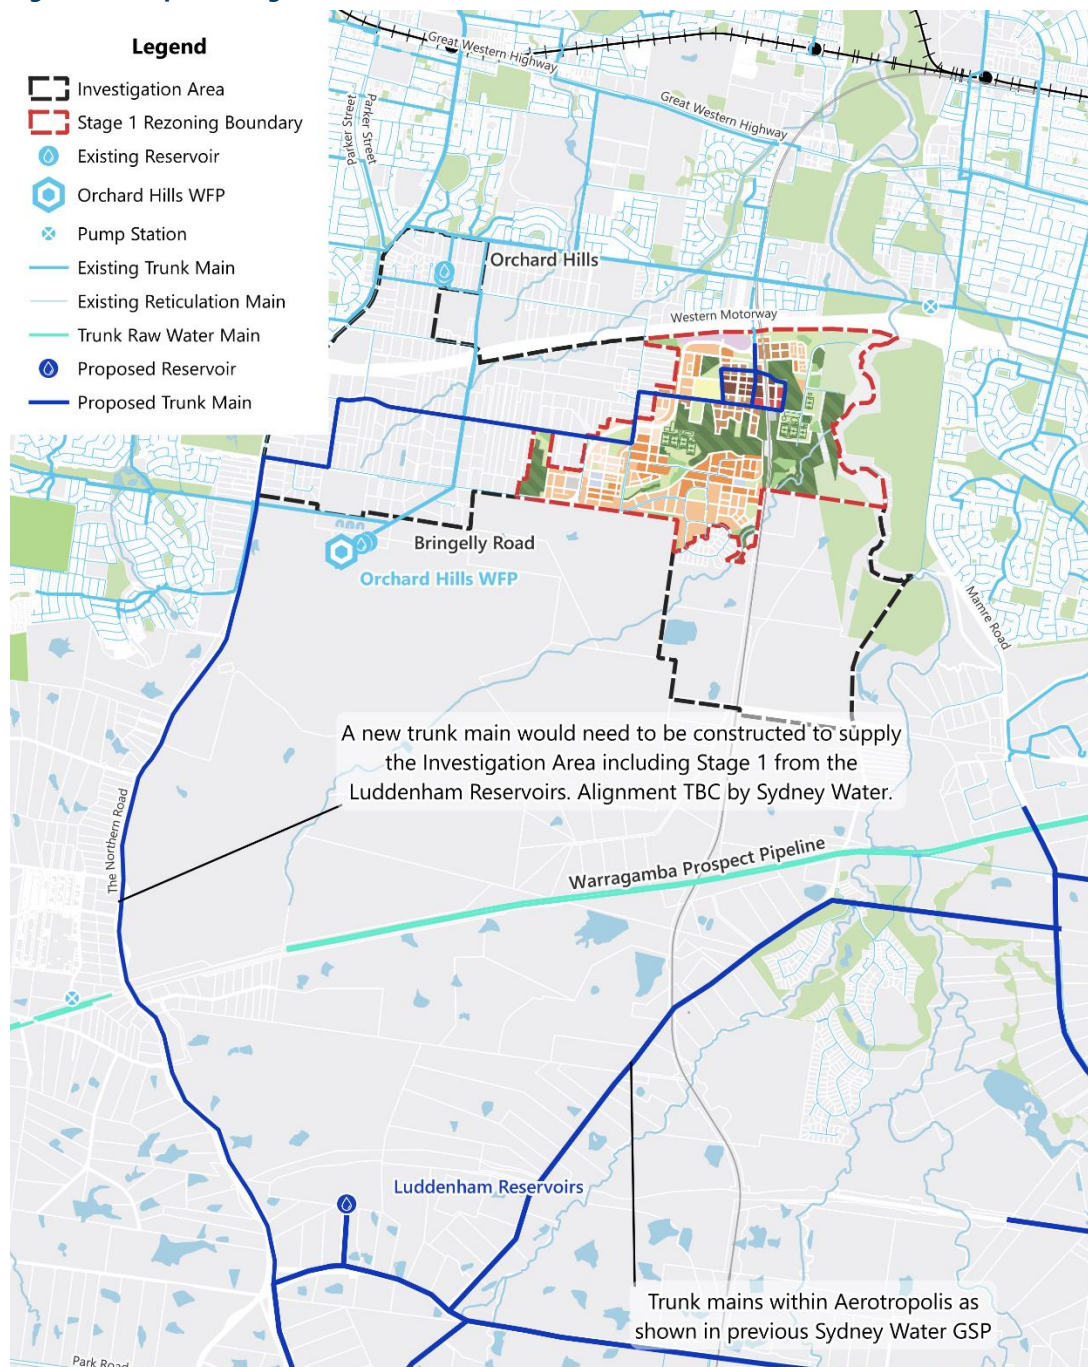 Legend
Investigation Area
Stage 1 Rezoning Boundary
Existing Reservoir
Orchard Hills WFP
Pump Station
Existing Trunk Main
Existing Reticulation Main
Trunk Raw Water Main
Proposed Reservoir
Proposed Trunk Main
Great Western Highway
Great Western Highway
Parker Street
Parker Street
Orchard Hills
Western Motorway
Bringelly Road
Orchard Hills WFP
Mamre Road
A new trunk main would need to be constructed to supply
the Investigation Area including Stage 1 from the
Luddenham Reservoirs. Alignment TBC by Sydney Water.
The Northern Road
Warragamba Prospect Pipeline
Luddenham Reservoirs
Trunk mains within Aerotropolis as
shown in previous Sydney Water GSP
Park Road